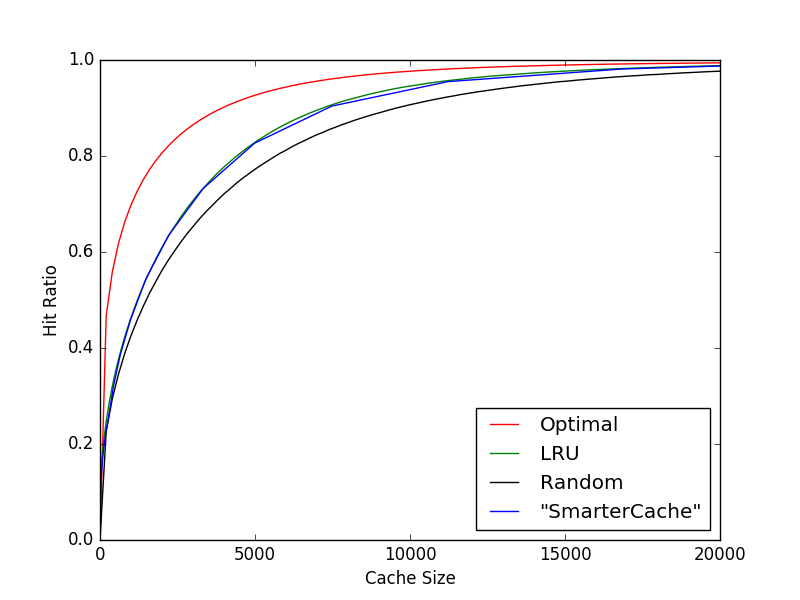 1.0
0.8
0.6
0.4
0.2
0.0
Hit Ratio
0 5000 10000 15000 20000
Cache Size
Optimal
LRU
Random
"SmarterCache"